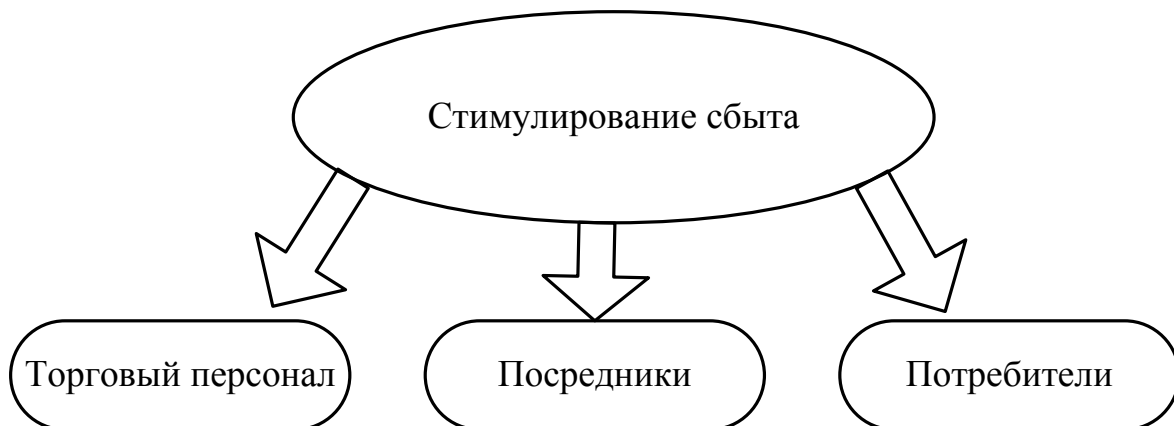 Стимулирование сбыта
Торговый персонал
Посредники
Потребители